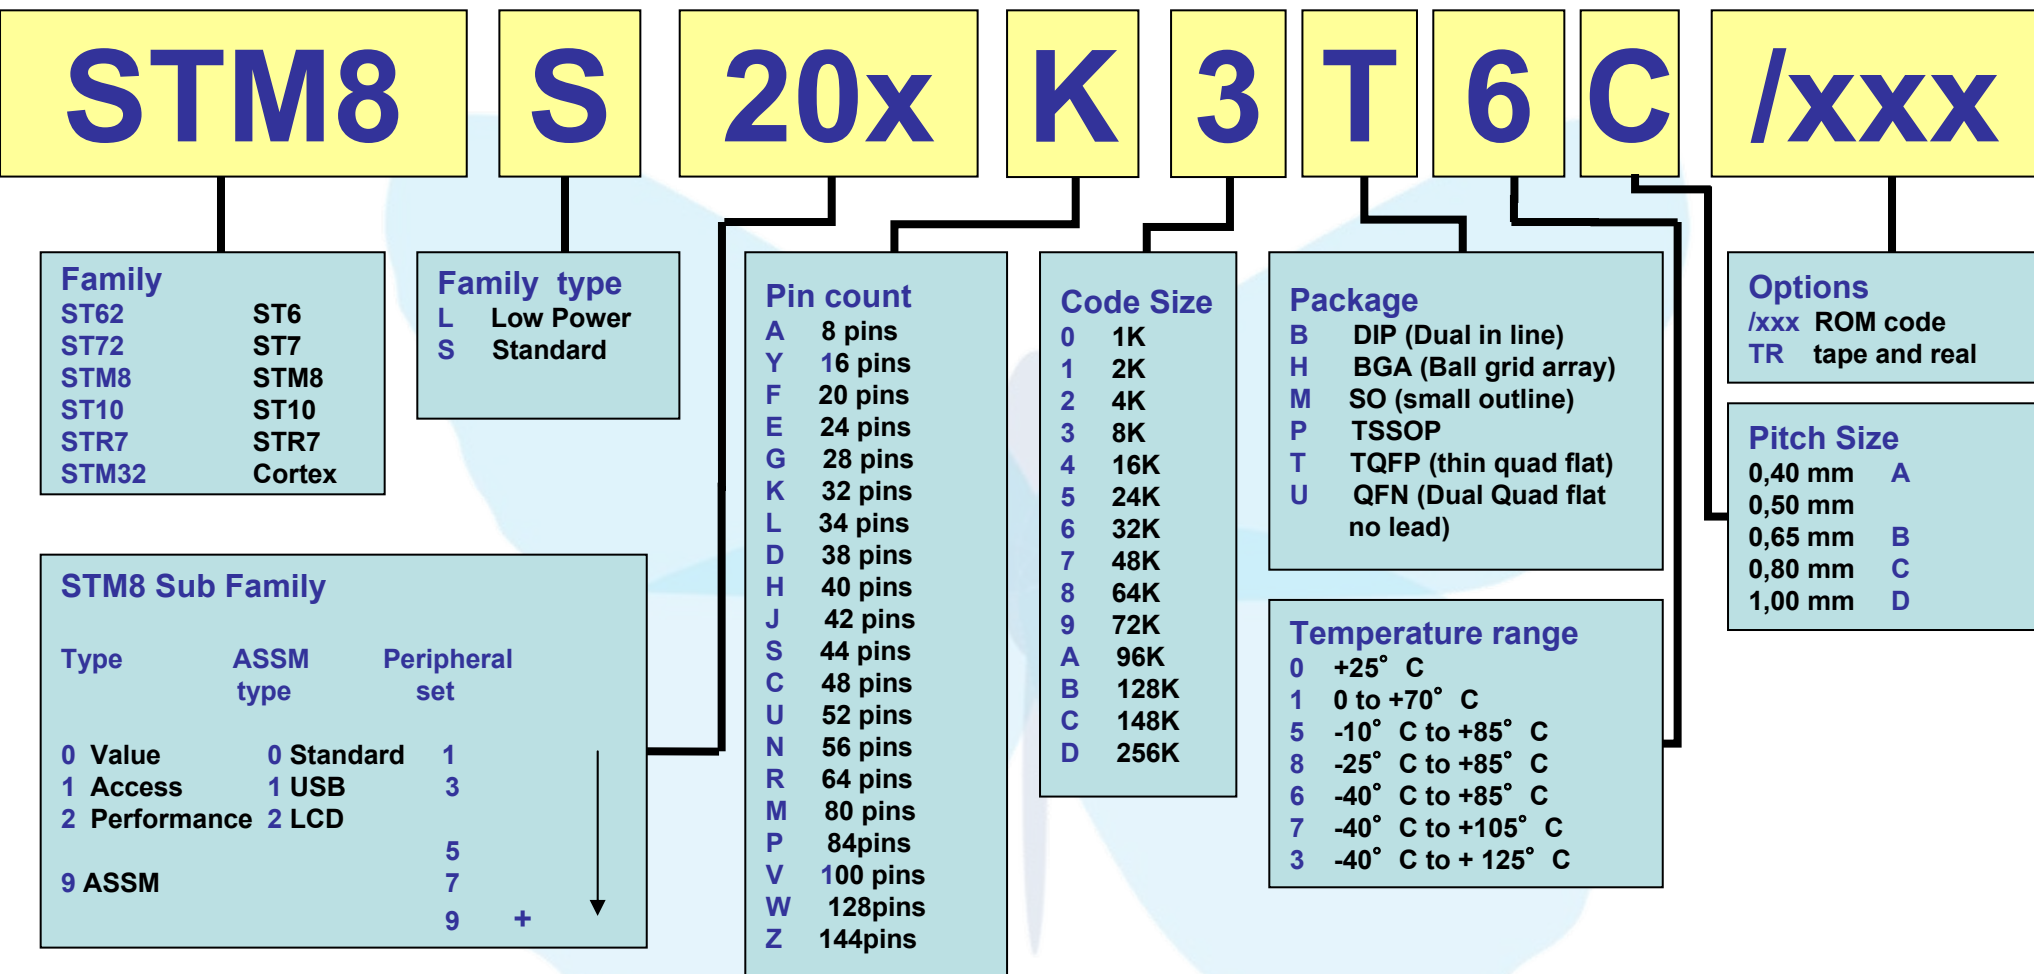 STM8 S 20x K 3 T 6 C /xxx
Family
ST62 ST6
ST72 ST7
STM8 STM8
ST10 ST10
STR7 STR7
STM32 Cortex
Family type
L Low Power
S Standard
STM8 Sub Family
Type ASSM type Peripheral set
0 Value 0 Standard 1
1 Access 1 USB 3
2 Performance 2 LCD
5
9 ASSM 7
9 +
Pin count
A 8 pins
Y 16 pins
F 20 pins
E 24 pins
G 28 pins
K 32 pins
L 34 pins
D 38 pins
H 40 pins
J 42 pins
S 44 pins
C 48 pins
U 52 pins
N 56 pins
R 64 pins
M 80 pins
P 84pins
V 100 pins
W 128pins
Z 144pins
Code Size
0 1K
1 2K
2 4K
3 8K
4 16K
5 24K
6 32K
7 48K
8 64K
9 72K
A 96K
B 128K
C 148K
D 256K
Package
B DIP (Dual in line)
H BGA (Ball grid array)
M SO (small outline)
P TSSOP
T TQFP (thin quad flat)
U QFN (Dual Quad flat
no lead)
Temperature range
0 +25° C
1 0 to +70° C
5 -10° C to +85° C
8 -25° C to +85° C
6 -40° C to +85° C
7 -40° C to +105° C
3 -40° C to + 125° C
Options
/xxx ROM code
TR tape and real
Pitch Size
0,40 mm A
0,50 mm
0,65 mm B
0,80 mm C
1,00 mm D